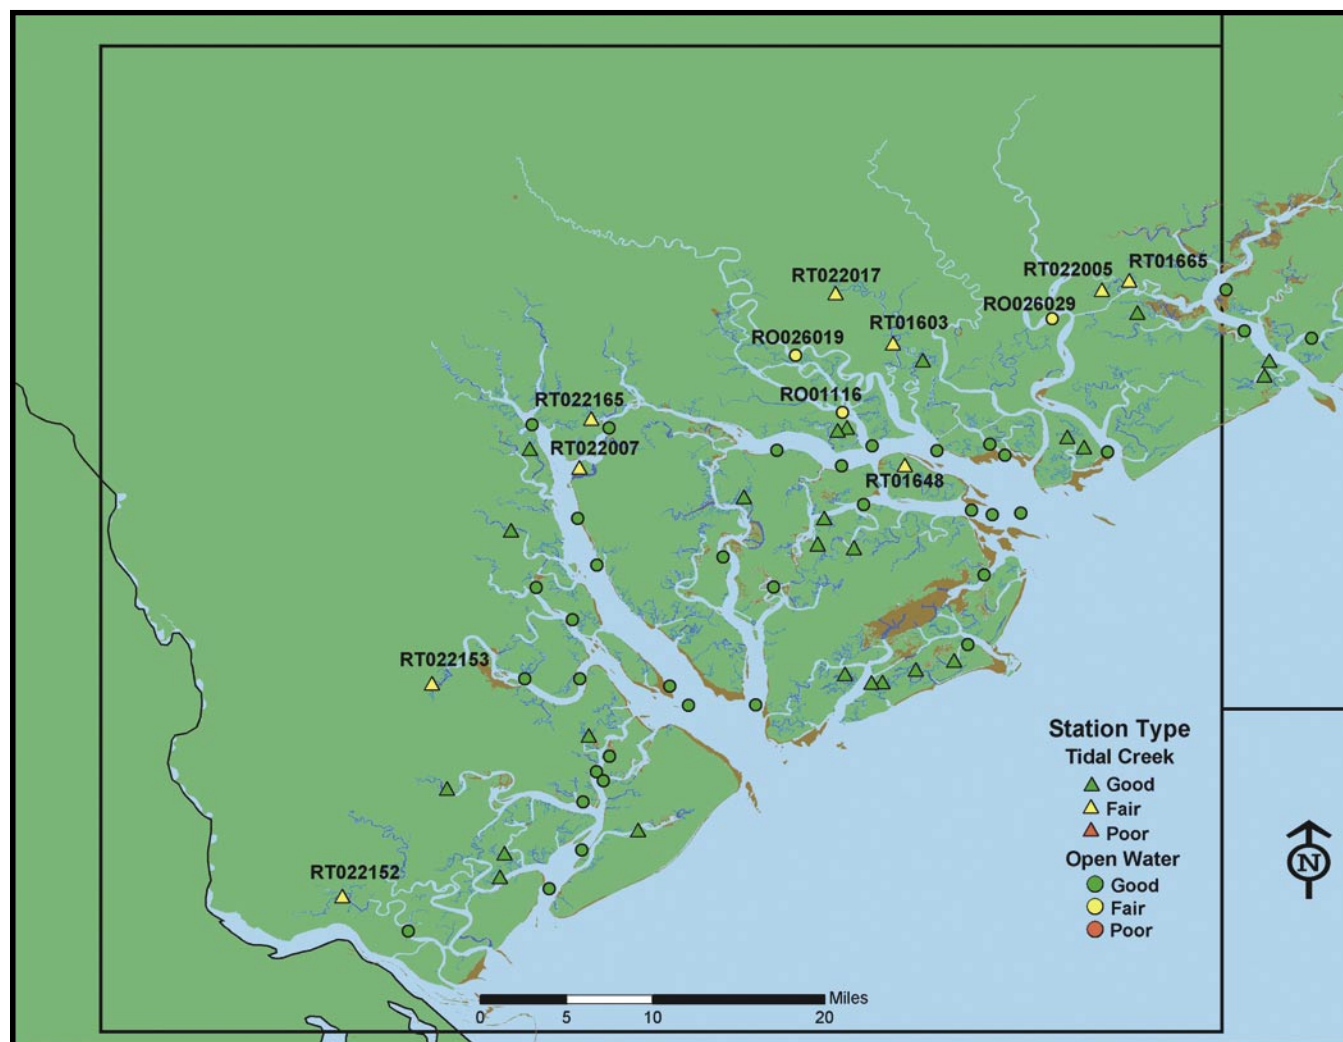 RT022005
RT01665
RT022017
RO026029
RT01603
RO026019
RO01116
RT022165
RT022007
RT01648
RT022153
RT022152
Station Type
Tidal Creek
Good
Fair
Poor
Open Water
Good
Fair
Poor
N
Miles
0 5 10 20